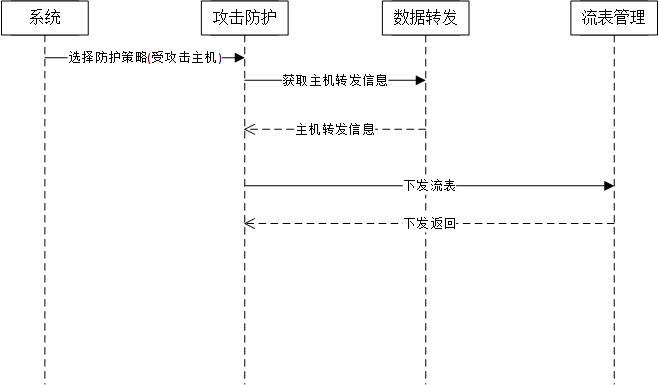 系统
攻击防护
数据转发
流表管理
选择防护策略(受攻击主机)
获取主机转发信息
主机转发信息
下发流表
下发返回